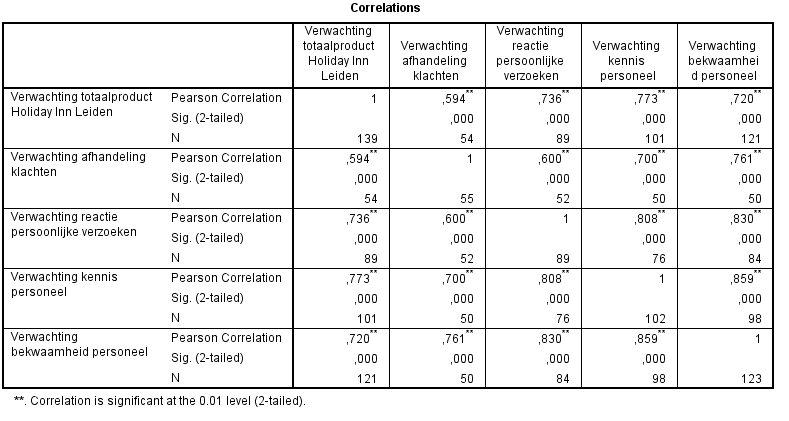 Correlations
Verwachting totaalproduct Holiday Inn Leiden Verwachting afhandeling klachten Verwachting reactie persoonlijke verzoeken Verwachting kennis personeel Verwachting bekwaamhei d personeel
Verwachting totaalproduct Pearson Correlation 1 ,594** ,736** ,773** ,720**
Holiday Inn Leiden Sig. (2-tailed) ,000 ,000 ,000 ,000
N 139 54 89 101 121
Verwachting afhandeling Pearson Correlation ,594** 1 ,600** ,700** ,761**
klachten Sig. (2-tailed) ,000 ,000 ,000 ,000
N 54 55 52 50 50
Verwachting reactie Pearson Correlation ,736** ,600** 1 ,808** ,830**
persoonlijke verzoeken Sig. (2-tailed) ,000 ,000 ,000 ,000
N 89 52 89 76 84
Verwachting kennis Pearson Correlation ,773** ,700** ,808** 1 ,859**
personeel Sig. (2-tailed) ,000 ,000 ,000 ,000
N 101 50 76 102 98
Verwachting Pearson Correlation ,720** ,761** ,830** ,859** 1
bekwaamheid personeel Sig. (2-tailed) ,000 ,000 ,000 ,000
N 121 50 84 98 123
**. Correlation is significant at the 0.01 level (2-tailed).